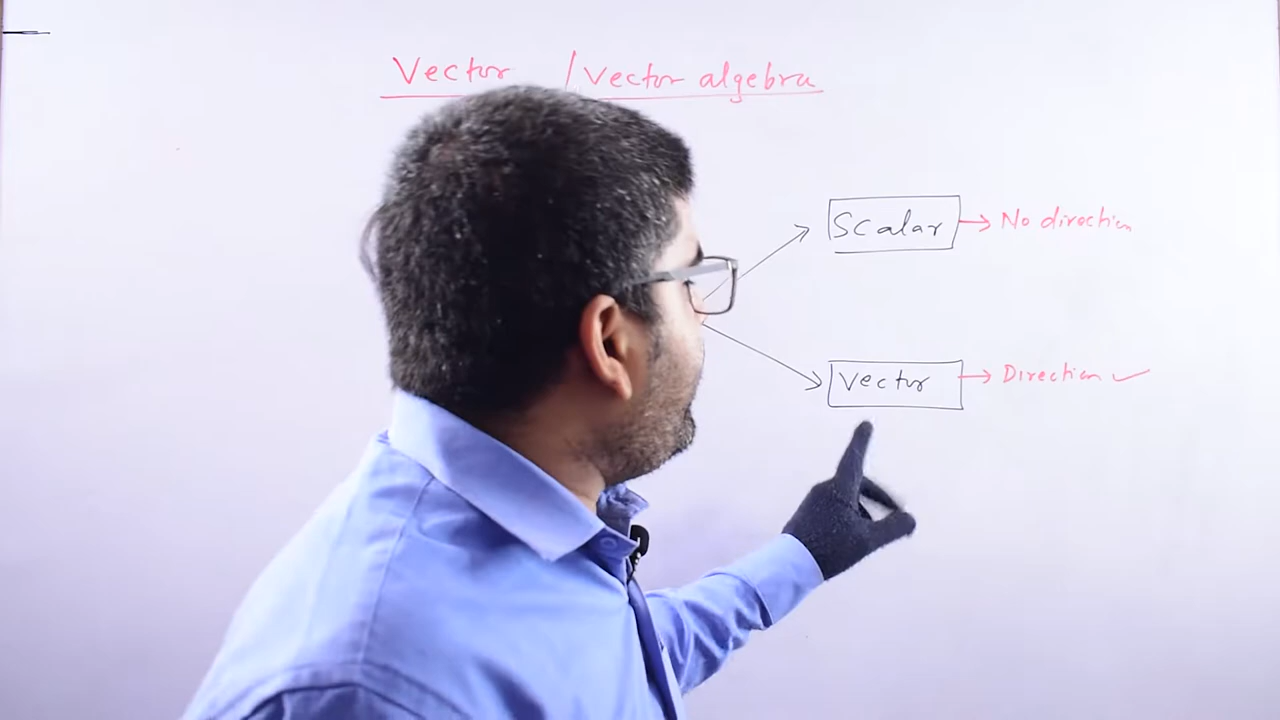 Vector / Vector algebra
Scalar → No direction
Vector → Direction ✓